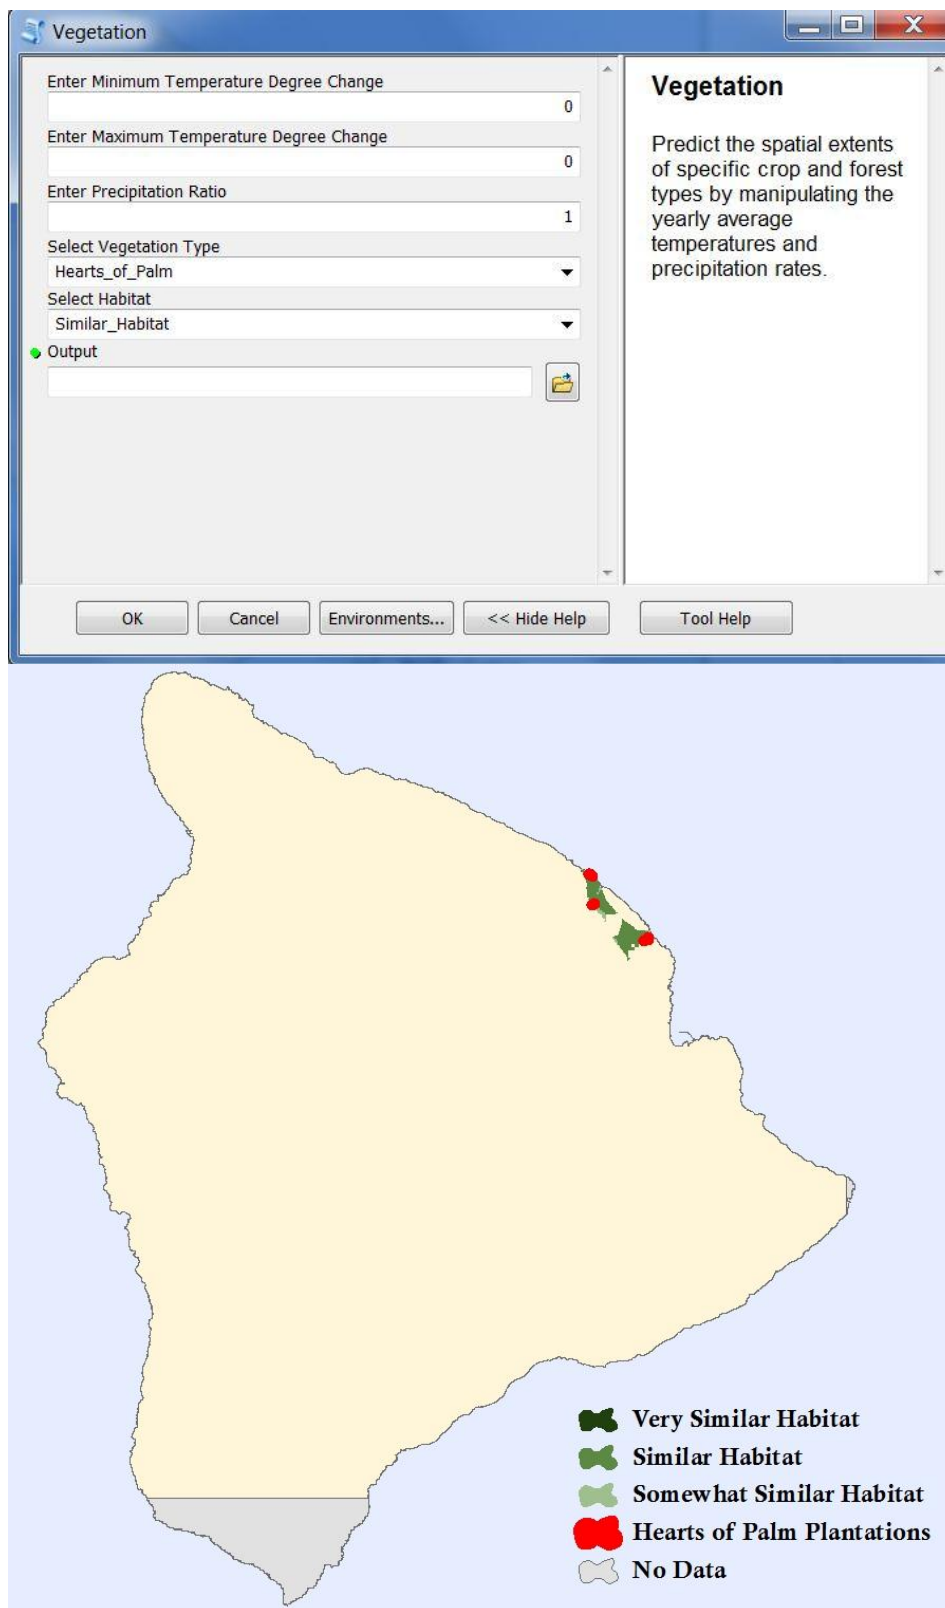 Vegetation
Enter Minimum Temperature Degree Change
0
Enter Maximum Temperature Degree Change
0
Enter Precipitation Ratio
1
Select Vegetation Type
Hearts_of_Palm
Select Habitat
Similar_Habitat
Output
OK
Cancel
Environments...
<< Hide Help
Vegetation
Predict the spatial extents
of specific crop and forest
types by manipulating the
yearly average
temperatures and
precipitation rates.
Tool Help
Very Similar Habitat
Similar Habitat
Somewhat Similar Habitat
Hearts of Palm Plantations
No Data